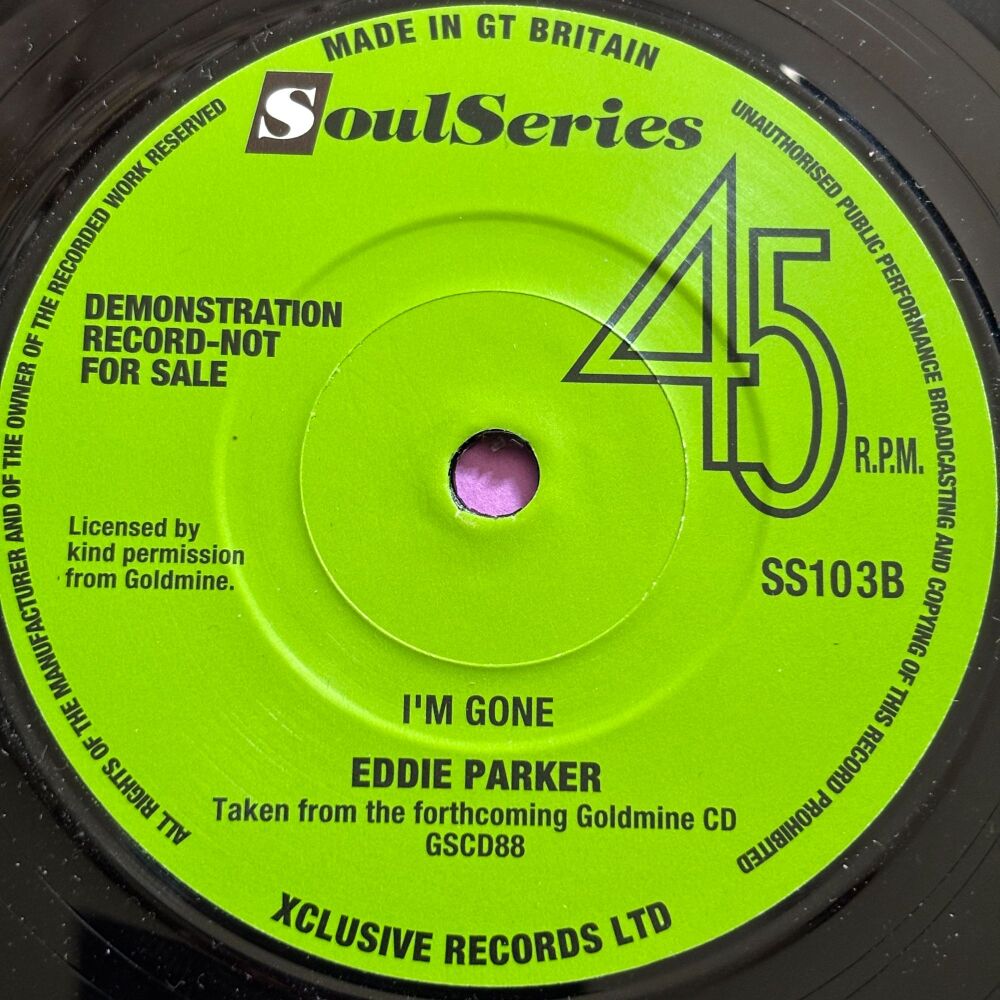 MADE IN GT BRITAIN
SoulSeries
45
R.P.M.
DEMONSTRATION
RECORD-NOT
FOR SALE
Licensed by
kind permission
from Goldmine.
SS103B
I'M GONE
EDDIE PARKER
Taken from the forthcoming Goldmine CD
GSCD88
XCLUSIVE RECORDS LTD
ALL RIGHTS OF THE MANUFACTURER AND OF THE OWNER OF THE RECORDED WORK RESERVED
UNAUTHORISED PUBLIC PERFORMANCE BROADCASTING AND COPYING OF THIS RECORD PROHIBITED